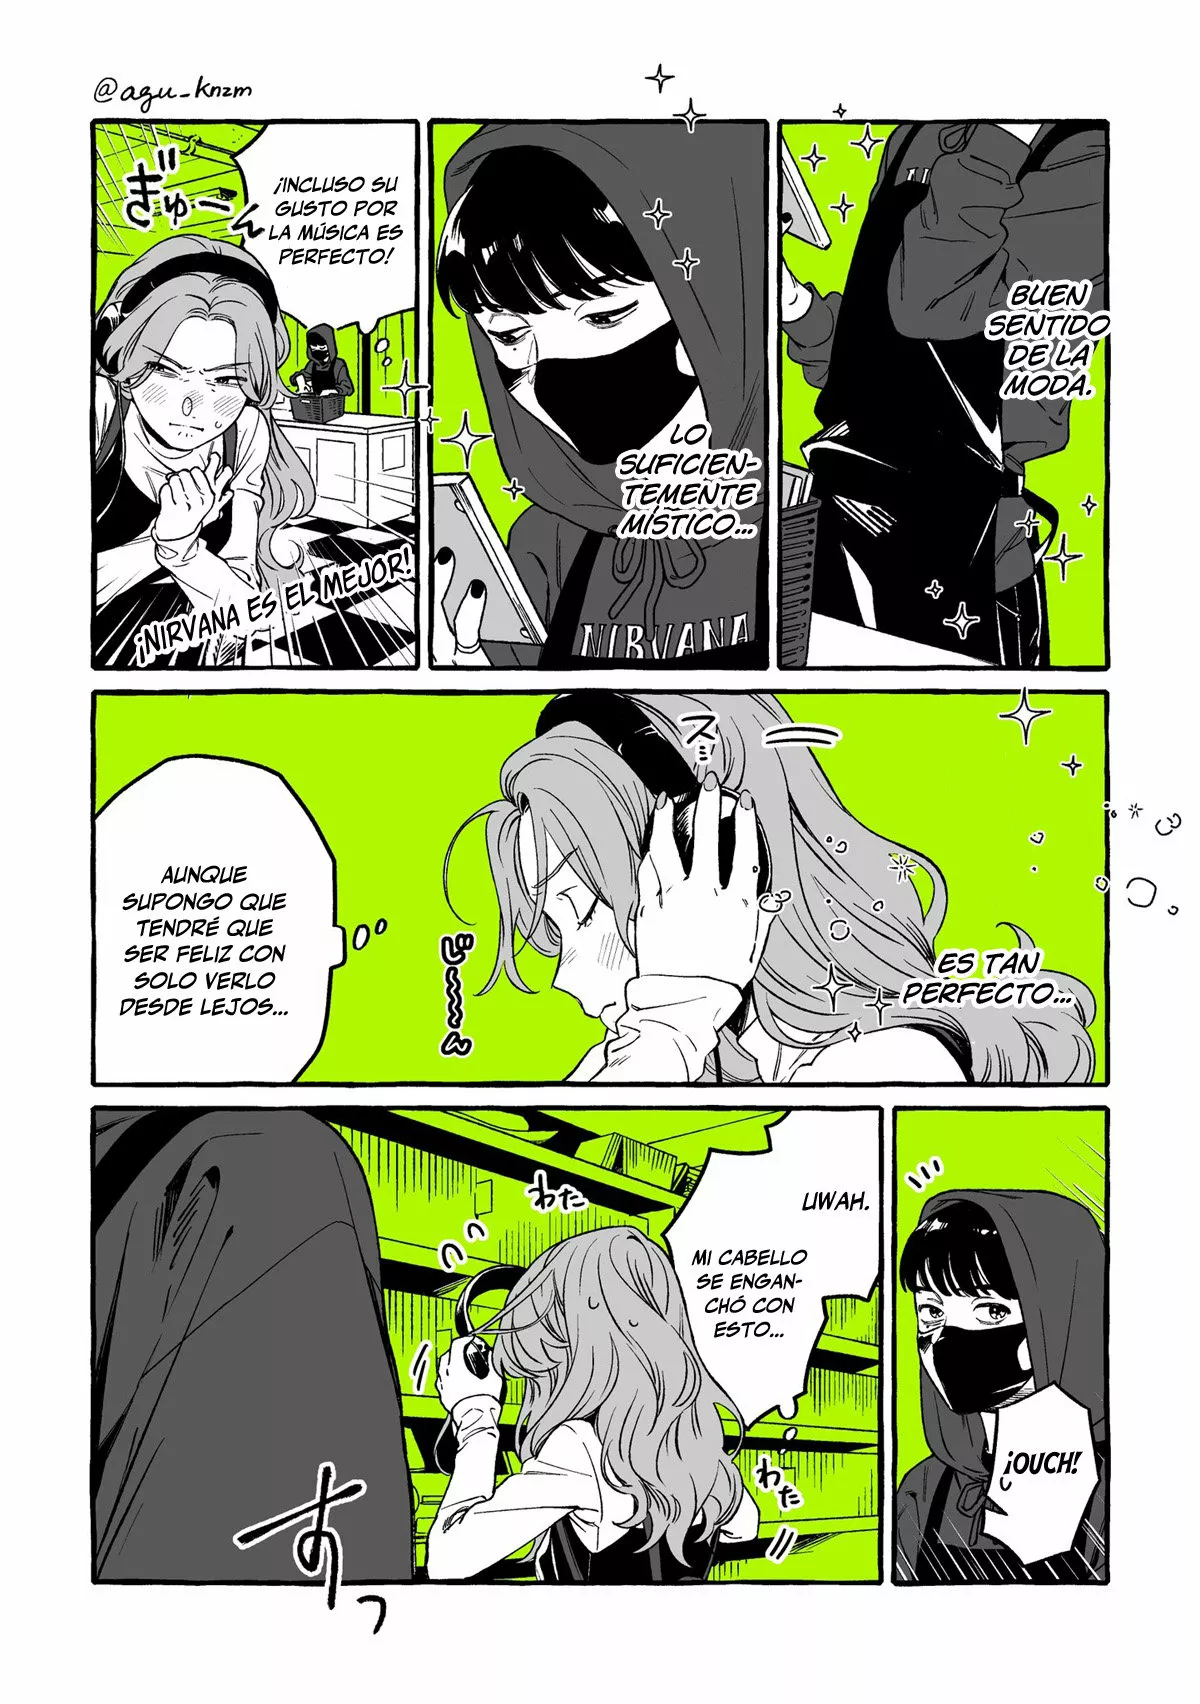 @agu_knzm
BUEN
SENTIDO
DE LA
MODA.
LO
SUFICIEN-
TEMENTE
MÍSTICO...
NIRVANA
N
¡INCLUSO SU
GUSTO POR
LA MÚSICA ES
PERFECTO!
ぎゅーん
¡NIRVANA ES EL MEJOR!
スッ
ES TAN
PERFECTO...
じーーん
AUNQUE
SUPONGO QUE
TENDRÉ QUE
SER FELIZ CON
SOLO VERLO
DESDE LEJOS...
¡OUCH!
UWAH.
MI CABELLO
SE ENGAN-
CHÓ CON
ESTO...
わた
わた
すっ